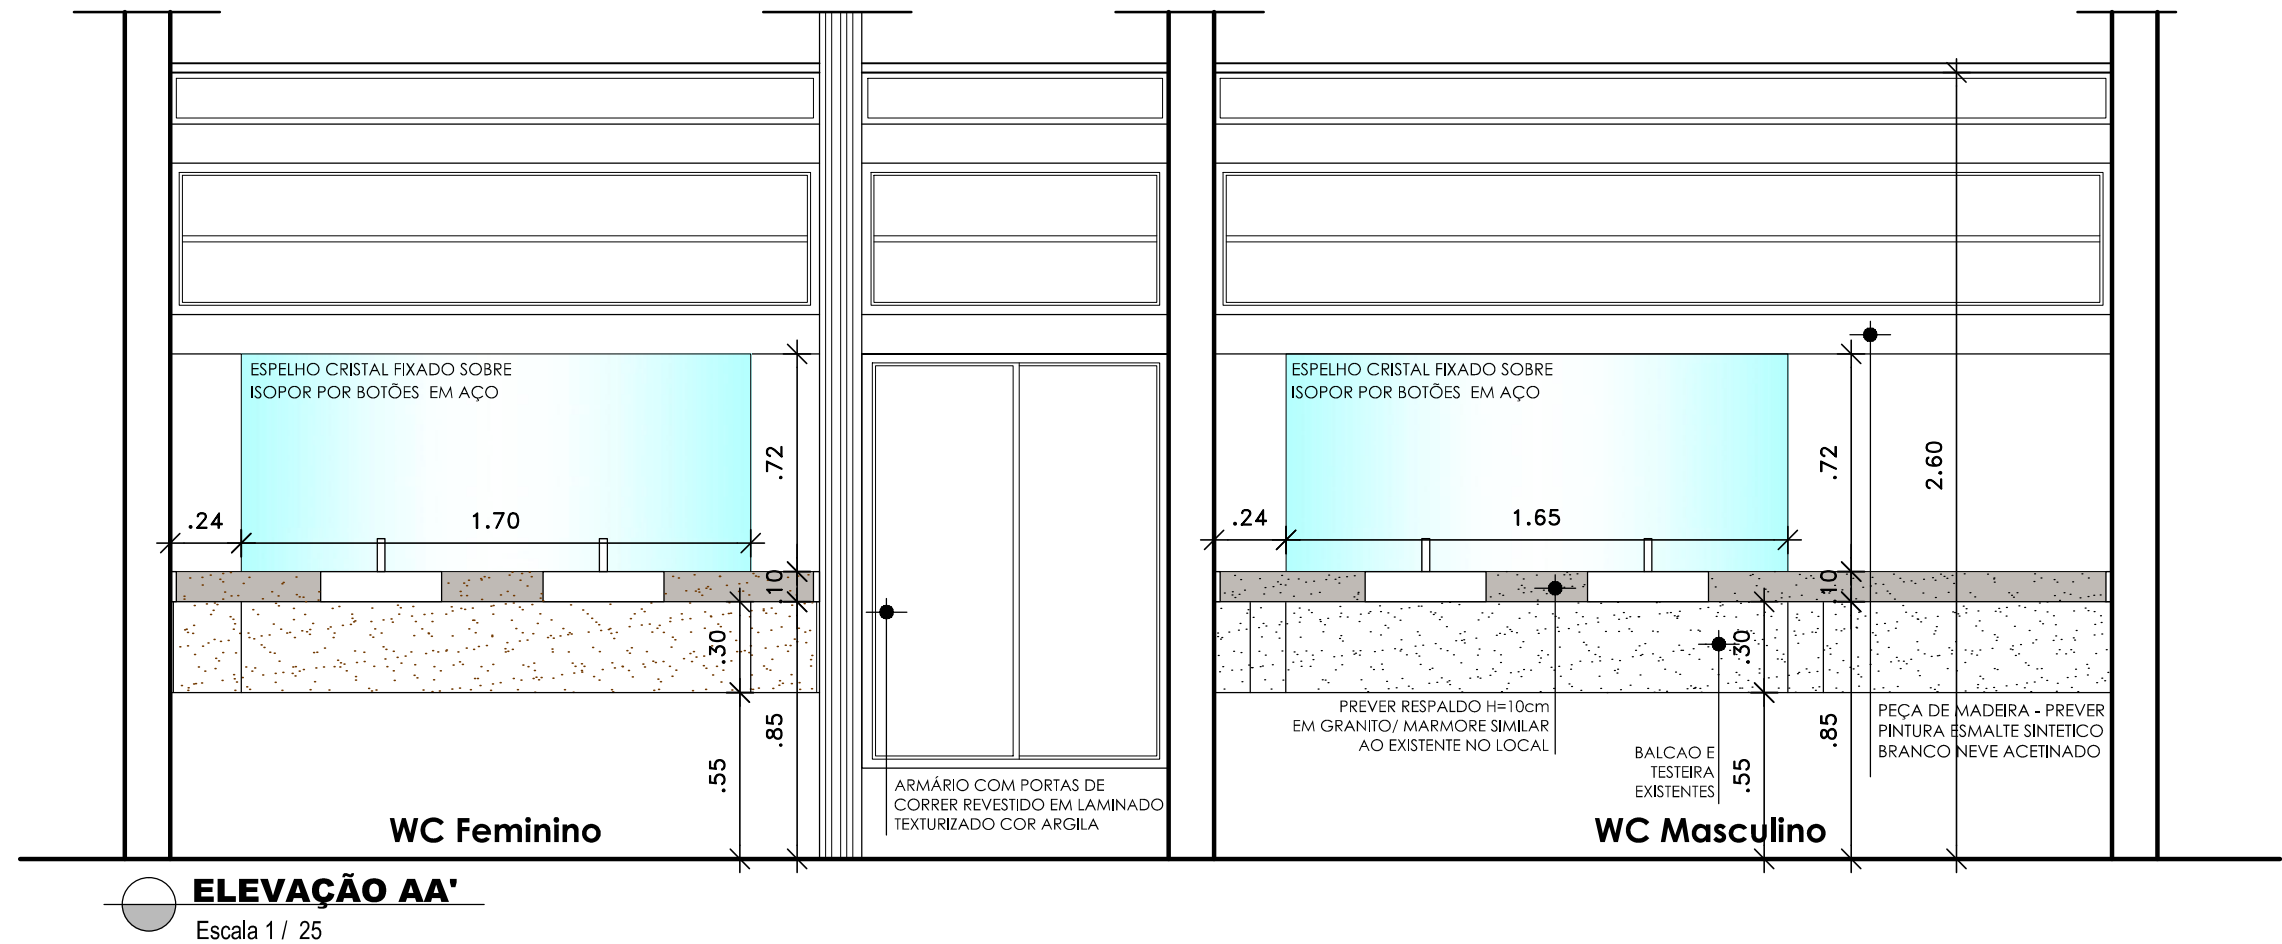 ESPELHO CRISTAL FIXADO SOBRE
ISOPOR POR BOTÕES EM AÇO
.72
.24
1.70
.10
.30
.85
.55
WC Feminino
ARMÁRIO COM PORTAS DE
CORRER REVESTIDO EM LAMINADO
TEXTURIZADO COR ARGILA
ESPELHO CRISTAL FIXADO SOBRE
ISOPOR POR BOTÕES EM AÇO
.72
2.60
.24
1.65
.10
.30
PREVER RESPALDO H=10cm
EM GRANITO/ MARMORE SIMILAR
AO EXISTENTE NO LOCAL
BALCAO E
TESTEIRA
EXISTENTES
.55
.85
PEÇA DE MADEIRA - PREVER
PINTURA ESMALTE SINTETICO
BRANCO NEVE ACETINADO
WC Masculino
ELEVAÇÃO AA'
Escala 1 / 25